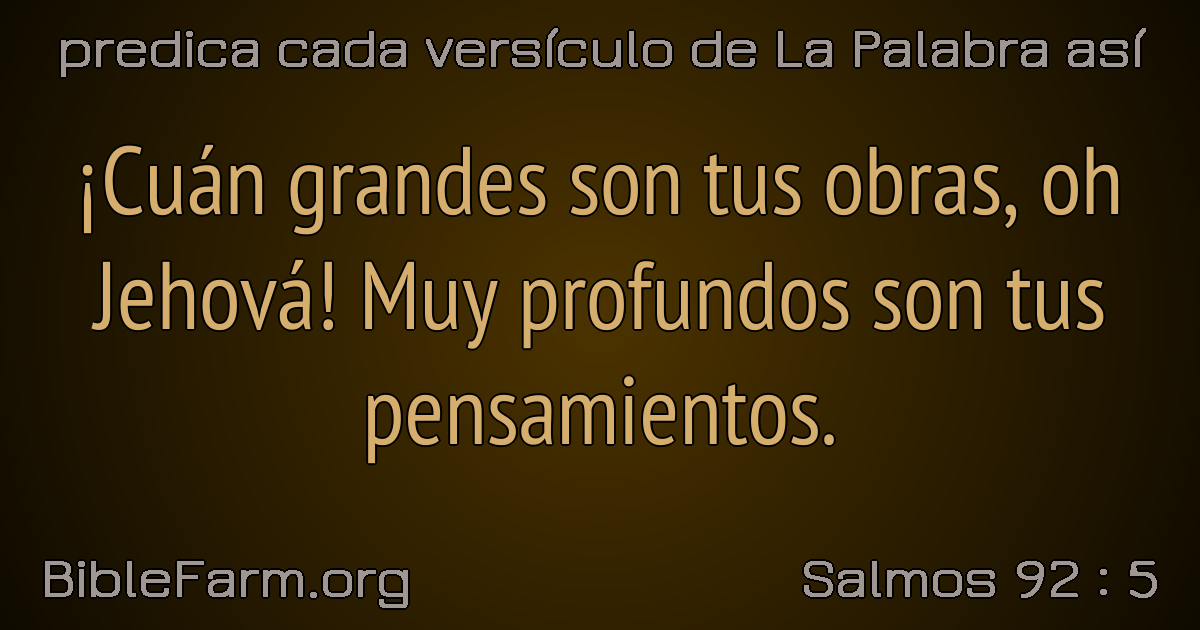 predica cada versículo de La Palabra así
¡Cuán grandes son tus obras, oh
Jehová! Muy profundos son tus
pensamientos.
BibleFarm.org
Salmos 92 : 5